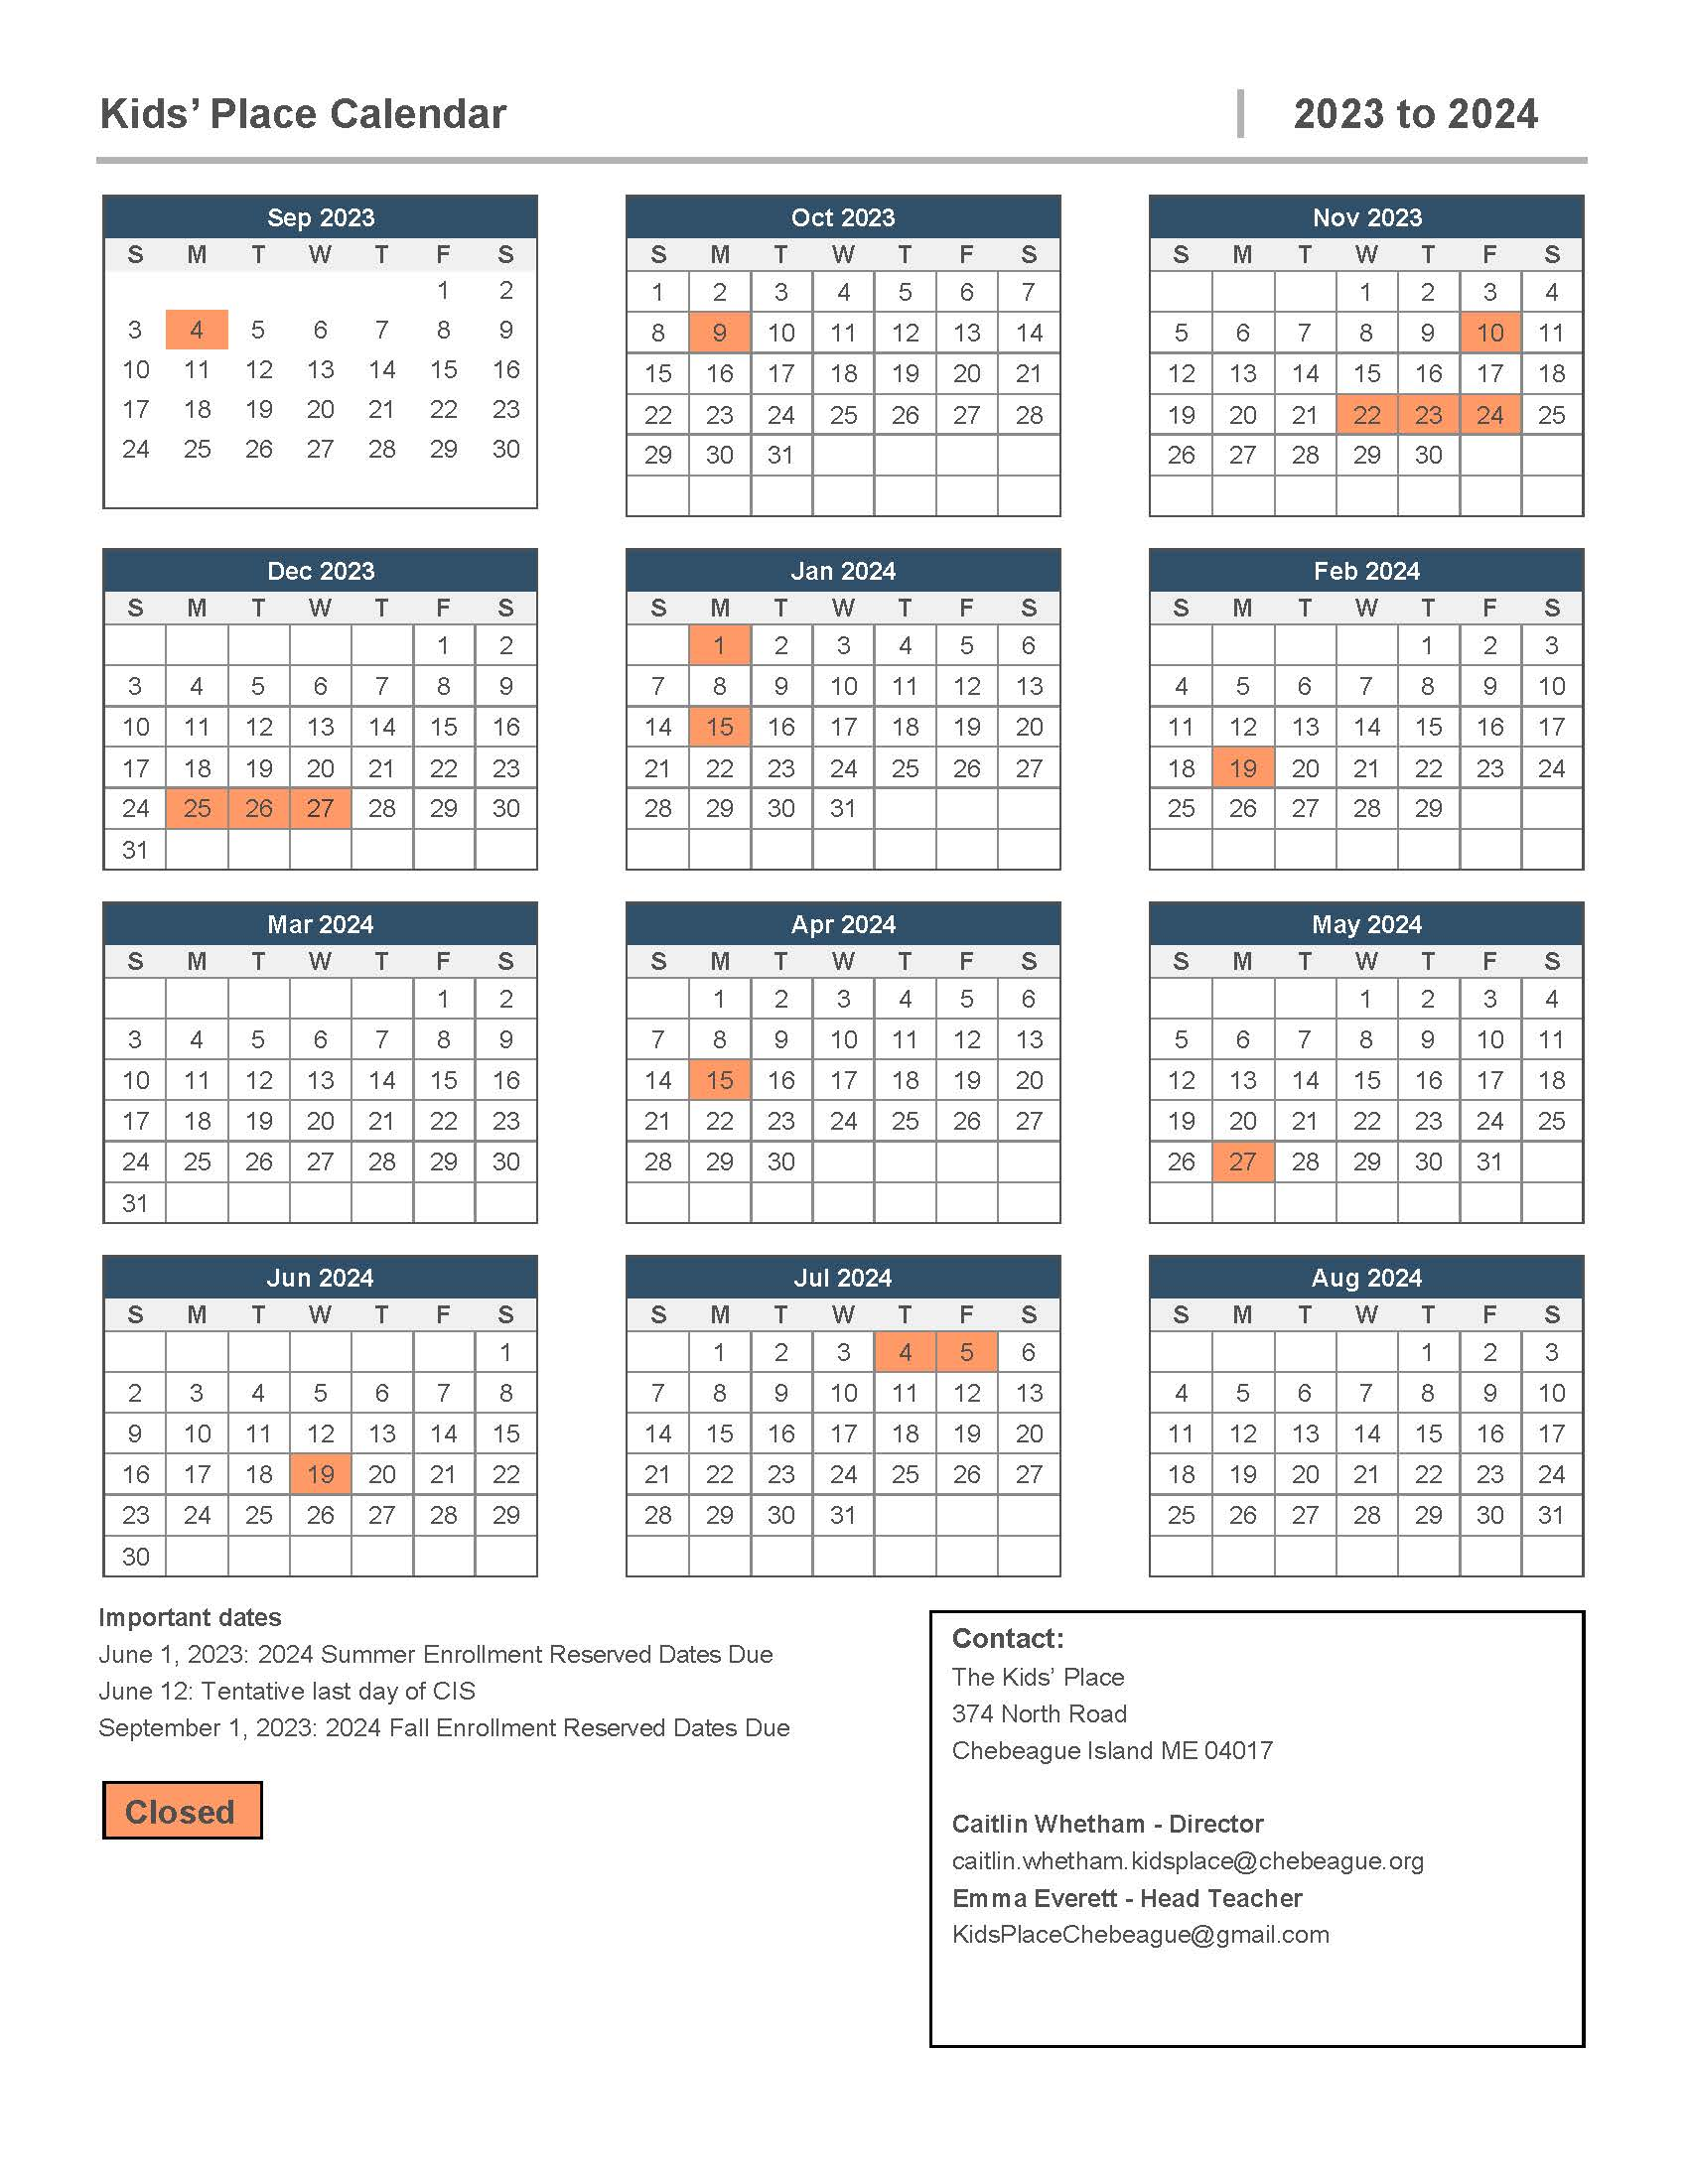 Kids’ Place Calendar | 2023 to 2024
Sep 2023
S M T W T F S
1 2
3 4 5 6 7 8 9
10 11 12 13 14 15 16
17 18 19 20 21 22 23
24 25 26 27 28 29 30
Oct 2023
S M T W T F S
1 2 3 4 5 6 7
8 9 10 11 12 13 14
15 16 17 18 19 20 21
22 23 24 25 26 27 28
29 30 31
Nov 2023
S M T W T F S
1 2 3 4
5 6 7 8 9 10 11
12 13 14 15 16 17 18
19 20 21 22 23 24 25
26 27 28 29 30
Dec 2023
S M T W T F S
1 2
3 4 5 6 7 8 9
10 11 12 13 14 15 16
17 18 19 20 21 22 23
24 25 26 27 28 29 30
31
Jan 2024
S M T W T F S
1 2 3 4 5 6
7 8 9 10 11 12 13
14 15 16 17 18 19 20
21 22 23 24 25 26 27
28 29 30 31
Feb 2024
S M T W T F S
1 2 3
4 5 6 7 8 9 10
11 12 13 14 15 16 17
18 19 20 21 22 23 24
25 26 27 28 29
Mar 2024
S M T W T F S
1 2
3 4 5 6 7 8 9
10 11 12 13 14 15 16
17 18 19 20 21 22 23
24 25 26 27 28 29 30
31
Apr 2024
S M T W T F S
1 2 3 4 5 6
7 8 9 10 11 12 13
14 15 16 17 18 19 20
21 22 23 24 25 26 27
28 29 30
May 2024
S M T W T F S
1 2 3 4
5 6 7 8 9 10 11
12 13 14 15 16 17 18
19 20 21 22 23 24 25
26 27 28 29 30 31
Jun 2024
S M T W T F S
1
2 3 4 5 6 7 8
9 10 11 12 13 14 15
16 17 18 19 20 21 22
23 24 25 26 27 28 29
30
Jul 2024
S M T W T F S
1 2 3 4 5 6
7 8 9 10 11 12 13
14 15 16 17 18 19 20
21 22 23 24 25 26 27
28 29 30 31
Aug 2024
S M T W T F S
1 2 3
4 5 6 7 8 9 10
11 12 13 14 15 16 17
18 19 20 21 22 23 24
25 26 27 28 29 30 31
Important dates
June 1, 2023: 2024 Summer Enrollment Reserved Dates Due
June 12: Tentative last day of CIS
September 1, 2023: 2024 Fall Enrollment Reserved Dates Due
Closed
Contact:
The Kids’ Place
374 North Road
Chebeague Island ME 04017
Caitlin Whetham - Director
caitlin.whetham.kidsplace@chebeague.org
Emma Everett - Head Teacher
KidsPlaceChebeague@gmail.com